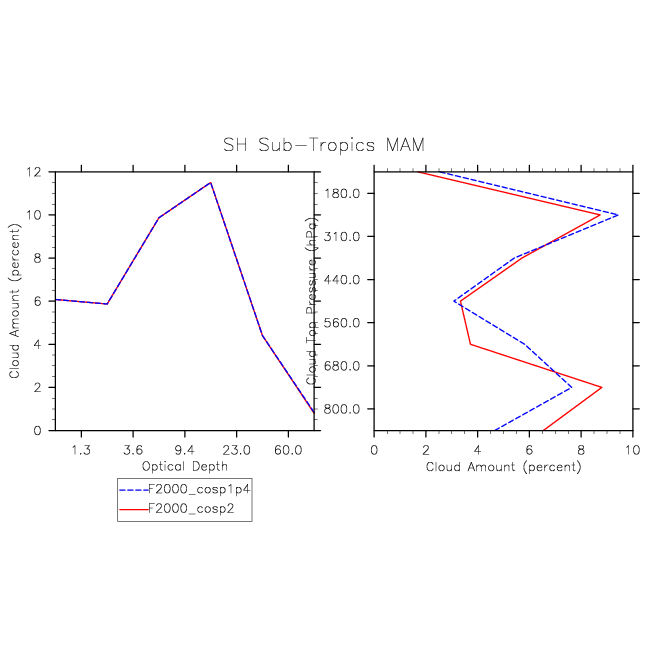 SH Sub-Tropics MAM
Cloud Amount (percent)
12
10
8
6
4
2
0
1.3 3.6 9.4 23.0 60.0
Optical Depth
Cloud Top Pressure (hPa)
180.0
310.0
440.0
560.0
680.0
800.0
0 2 4 6 8 10
Cloud Amount (percent)
F2000_cosp1p4
F2000_cosp2